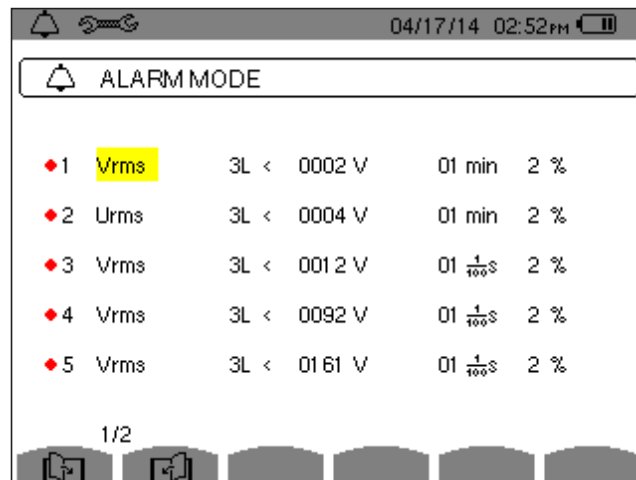 04/17/14 02:52PM
ALARM MODE
1 Vrms 3L < 0002 V 01 min 2 %
2 Urms 3L < 0004 V 01 min 2 %
3 Vrms 3L < 0012 V 01 1/100s 2 %
4 Vrms 3L < 0092 V 01 1/100s 2 %
5 Vrms 3L < 0161 V 01 1/100s 2 %
1/2